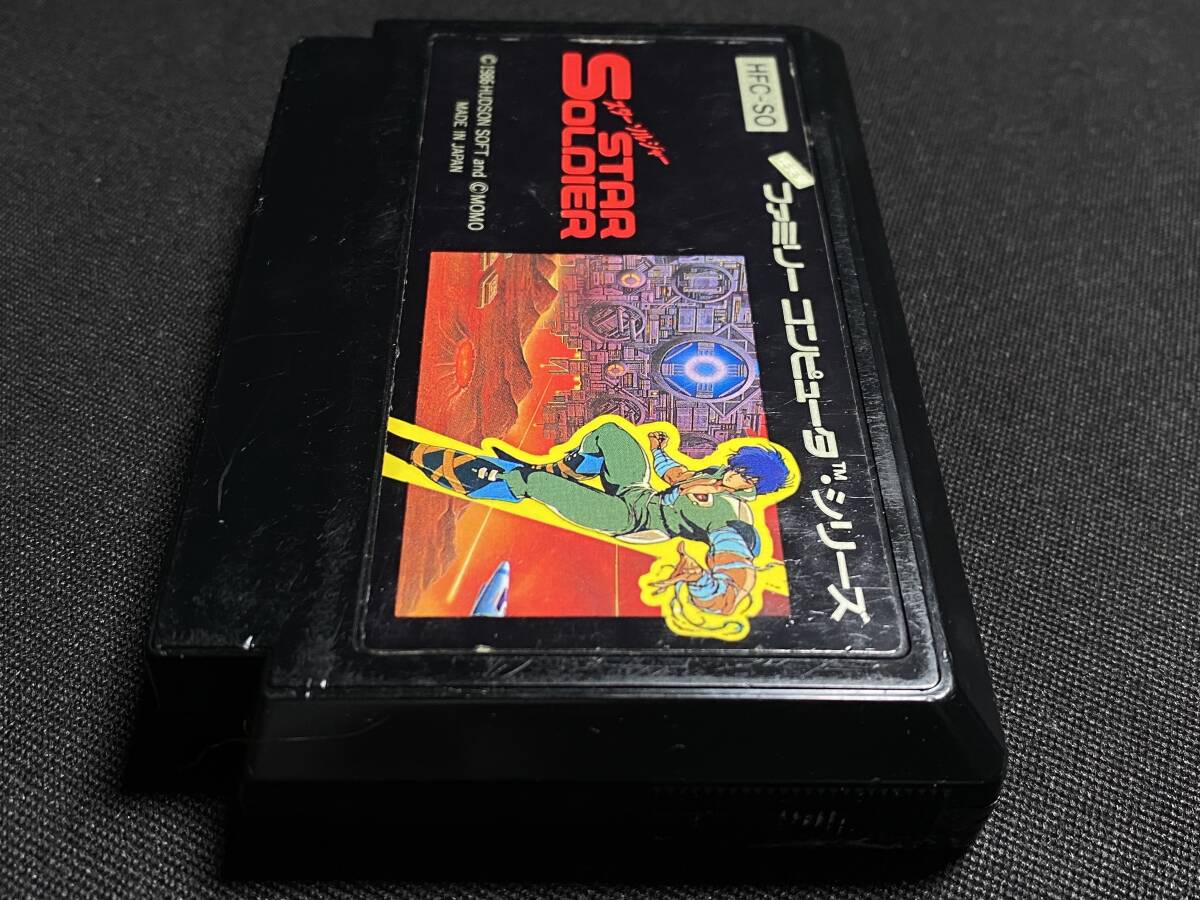 HFC-SO
ファミリー コンピュータ™・シリーズ
スター ソルジャー
STAR
SOLDIER
© 1986 HUDSON SOFT and © MOMO
MADE IN JAPAN